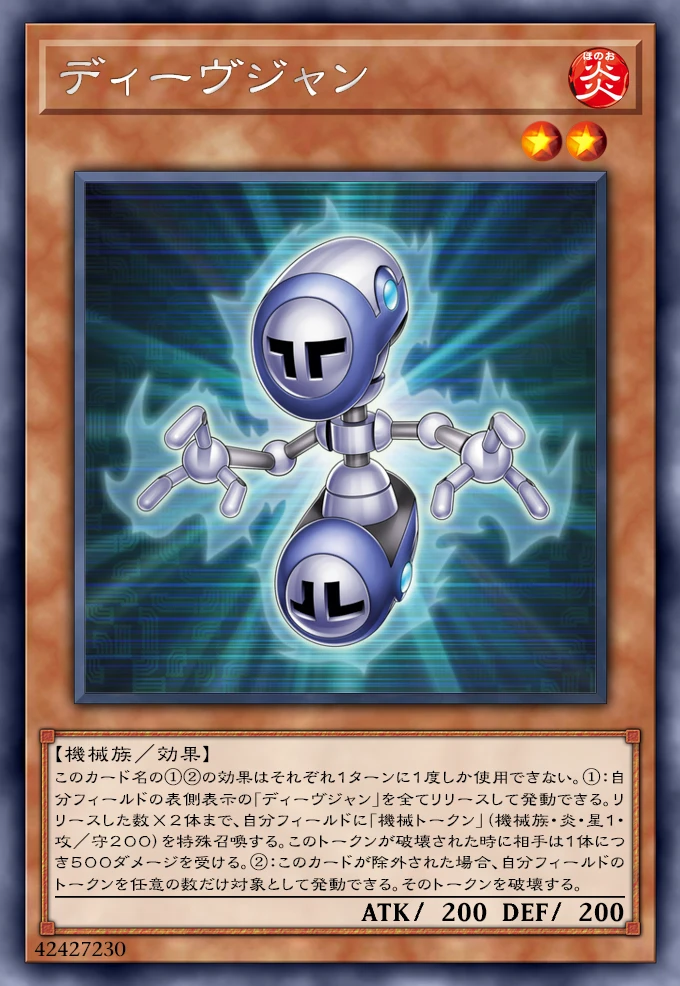 ディーヴジャン
ほのお
炎
【機械族／効果】
このカード名の①②の効果はそれぞれ1ターンに1度しか使用できない。①：自
分フィールドの表側表示の「ディーヴジャン」を全てリリースして発動できる。リ
リースした数×2体まで、自分フィールドに「機械トークン」（機械族・炎・星1・
攻／守200）を特殊召喚する。このトークンが破壊された時に相手は1体につ
き500ダメージを受ける。②：このカードが除外された場合、自分フィールドの
トークンを任意の数だけ対象として発動できる。そのトークンを破壊する。
ATK/ 200 DEF/ 200
42427230